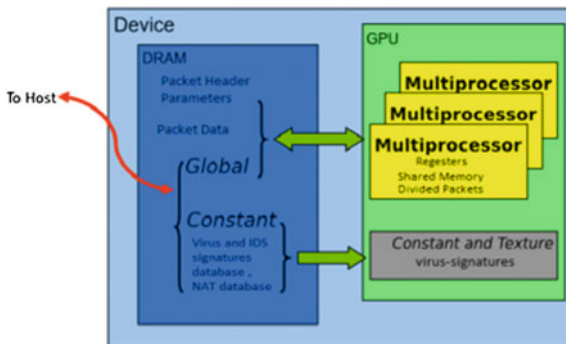 Device
DRAM
Packet Header
Parameters
Packet Data
Global
Constant
Virus and IDS
signatures
database ,
NAT database
To Host
GPU
Multiprocessor
Multiprocessor
Multiprocessor
Regesters
Shared Memory
Divided Packets
Constant and Texture
virus-signatures